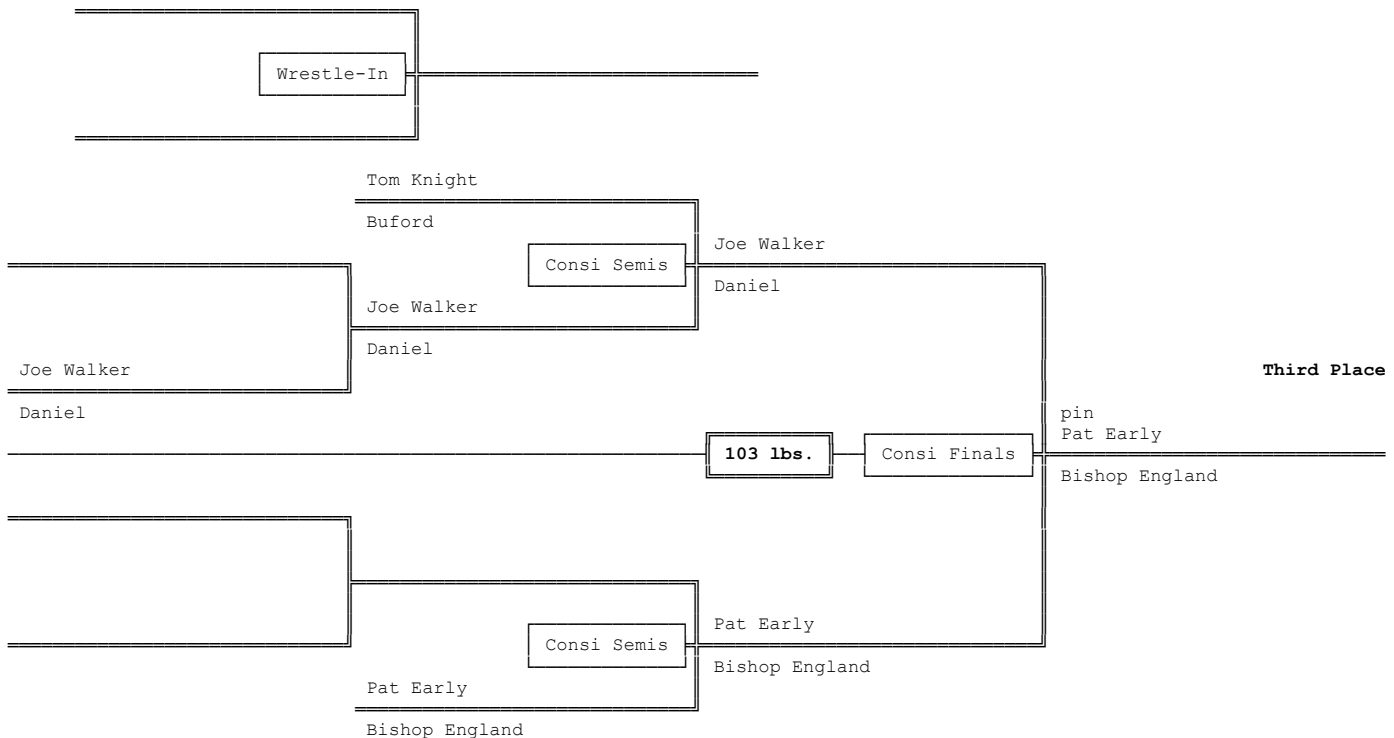 Wrestle-In
Tom Knight
Buford
Consi Semis
Joe Walker
Daniel
Joe Walker
Daniel
Joe Walker
Daniel
Third Place
103 lbs.
Consi Finals
pin
Pat Early
Bishop England
Consi Semis
Pat Early
Bishop England
Pat Early
Bishop England